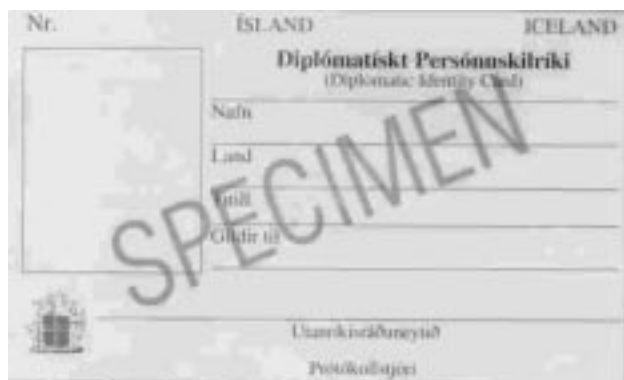 Nr. ÍSLAND ICELAND
Diplómatískt Persónuskilríki
(Diplomatic Identity Card)
Nafn
Land
Titill
Gildir til
SPECIMEN
Utanríkisráðuneytið
Prótókollstjóri